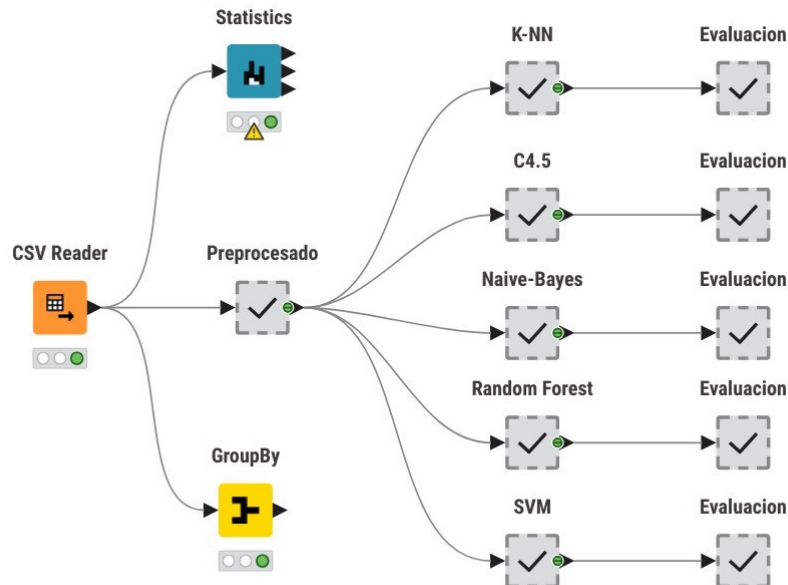 Statistics
K-NN
Evaluacion
C4.5
Evaluacion
CSV Reader
Preprocesado
Naive-Bayes
Evaluacion
Random Forest
Evaluacion
GroupBy
SVM
Evaluacion